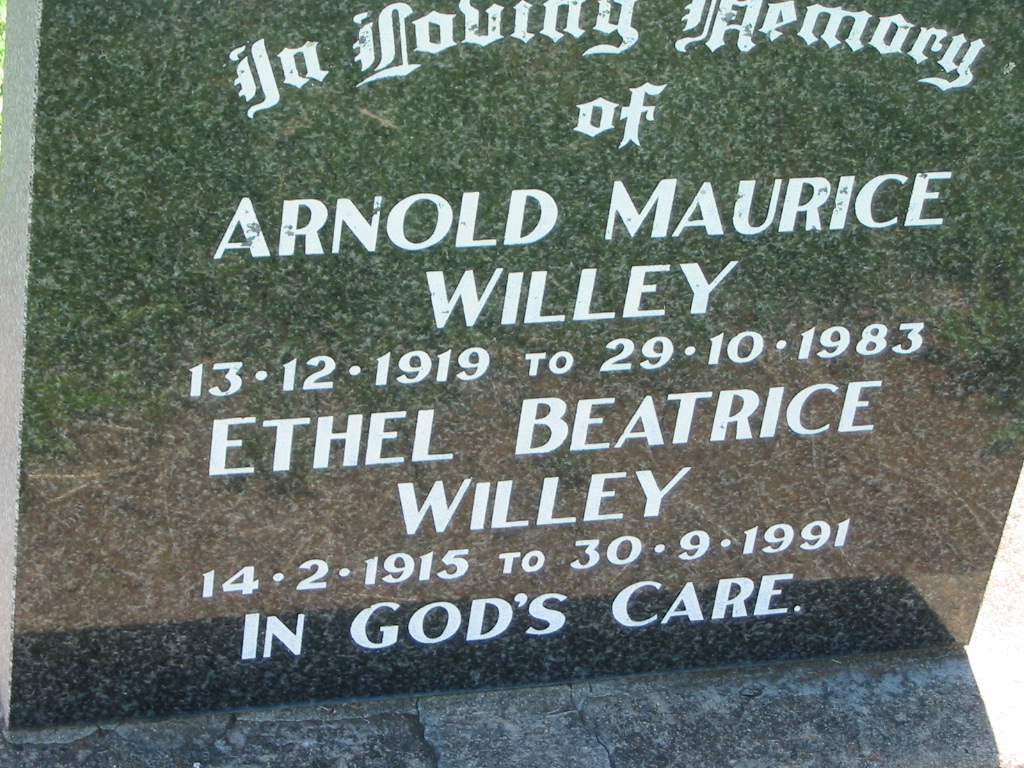 In Loving Memory
of
ARNOLD MAURICE
WILLEY
13·12·1919 TO 29·10·1983
ETHEL BEATRICE
WILLEY
14·2·1915 TO 30·9·1991
IN GOD'S CARE.